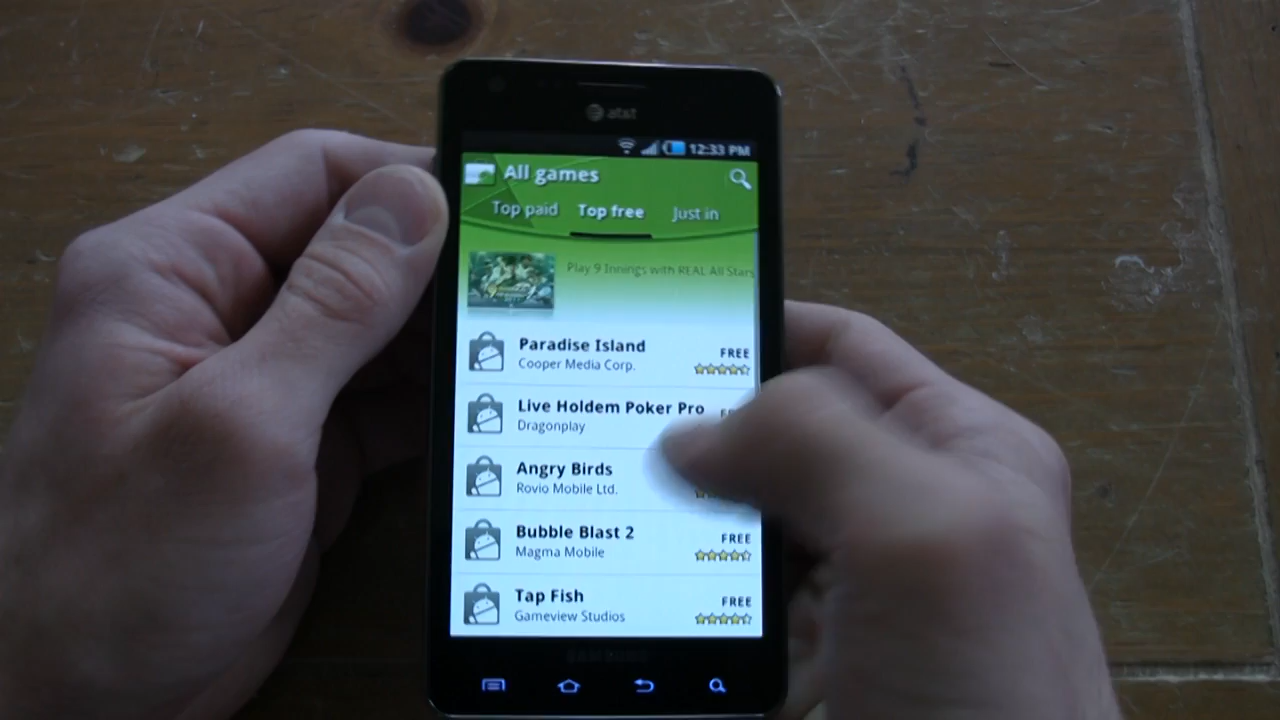 at&t
12:33 PM
All games
Top paid Top free Just in
Play 9 Innings with REAL All Stars
Paradise Island
FREE
Cooper Media Corp.
Live Holdem Poker Pro
Dragonplay
Angry Birds
Rovio Mobile Ltd.
Bubble Blast 2
FREE
Magma Mobile
Tap Fish
FREE
Gameview Studios
SAMSUNG